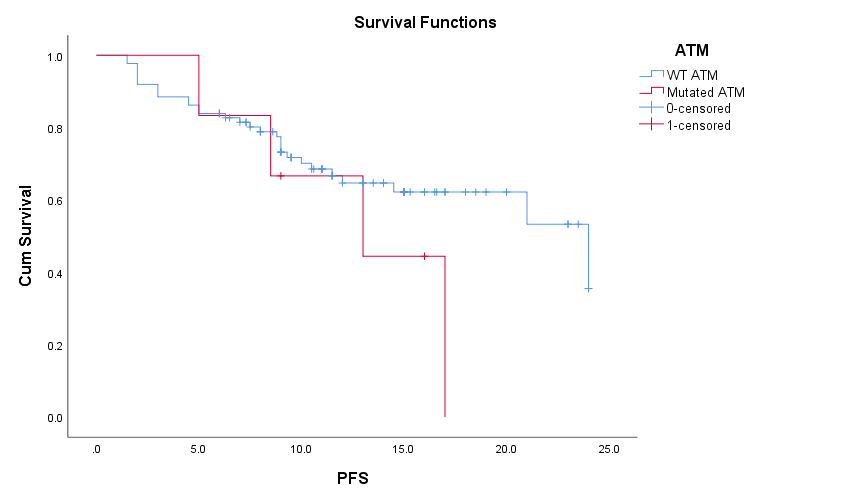 Survival Functions
ATM
WT ATM
Mutated ATM
0-censored
1-censored
Cum Survival
1.0
0.8
0.6
0.4
0.2
0.0
.0 5.0 10.0 15.0 20.0 25.0
PFS